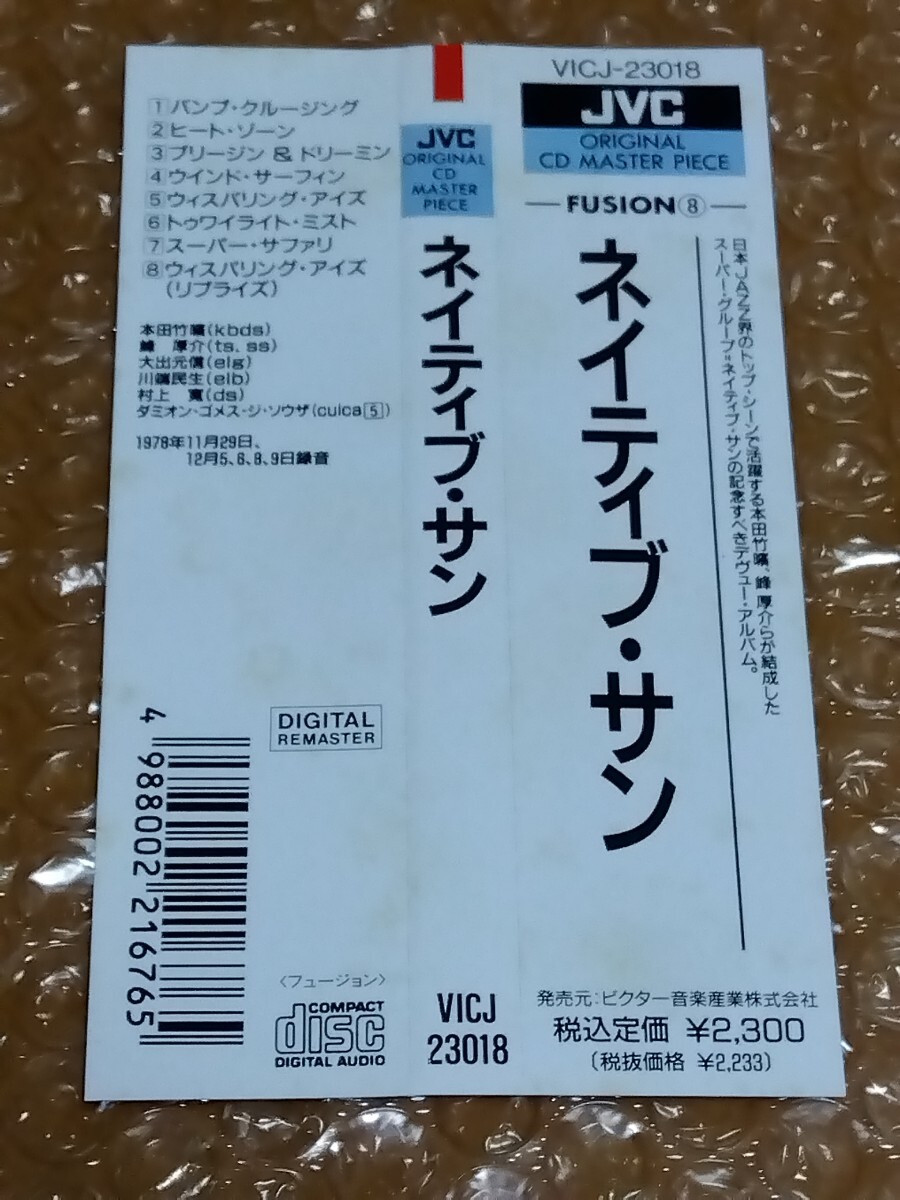 1 バンプ・クルージング
2 ヒート・ゾーン
3 ブリージン & ドリーミン
4 ウインド・サーフィン
5 ウィスパリング・アイズ
6 トゥワイライト・ミスト
7 スーパー・サファリ
8 ウィスパリング・アイズ
(リプライズ)
本田竹曠(kbds)
峰 厚介(ts、ss)
大出元信(elg)
川端民生(elb)
村上 寛(ds)
ダミオン・ゴメス・ジ・ソウザ(cuica5)
1978年11月29日、
12月5、6、8、9日録音
DIGITAL
REMASTER
4 988002 216765
〈フュージョン〉
COMPACT
disc
DIGITAL AUDIO
JVC
ORIGINAL
CD
MASTER
PIECE
ネイティブ・サン
VICJ
23018
VICJ-23018
JVC
ORIGINAL
CD MASTER PIECE
FUSION⑧
ネイティブ・サン
日本JAZZ界のトップ・シーンで活躍する本田竹曠、峰 厚介らが結成した
スーパー・グループ=ネイティブ・サンの記念すべきデヴュー・アルバム。
発売元:ビクター音楽産業株式会社
税込定価 ¥2,300
(税抜価格 ¥2,233)